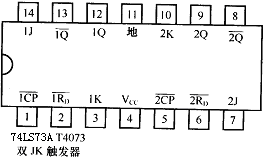 14 13 12 11 10 9 8
1J 1Q̅ 1Q 地 2K 2Q 2Q̅
1C̅P̅ 1R̅D 1K VCC 2C̅P̅ 2R̅D 2J
1 2 3 4 5 6 7
74LS73A T4073
双 JK 触发器